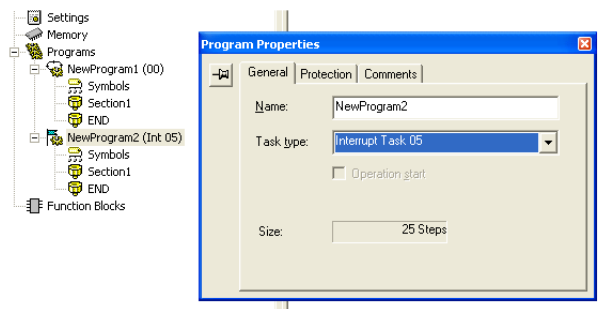 Settings
Memory
Programs
NewProgram1 (00)
Symbols
Section1
END
NewProgram2 (Int 05)
Symbols
Section1
END
Function Blocks
Program Properties
General Protection Comments
Name: NewProgram2
Task type: Interrupt Task 05
Operation start
Size: 25 Steps